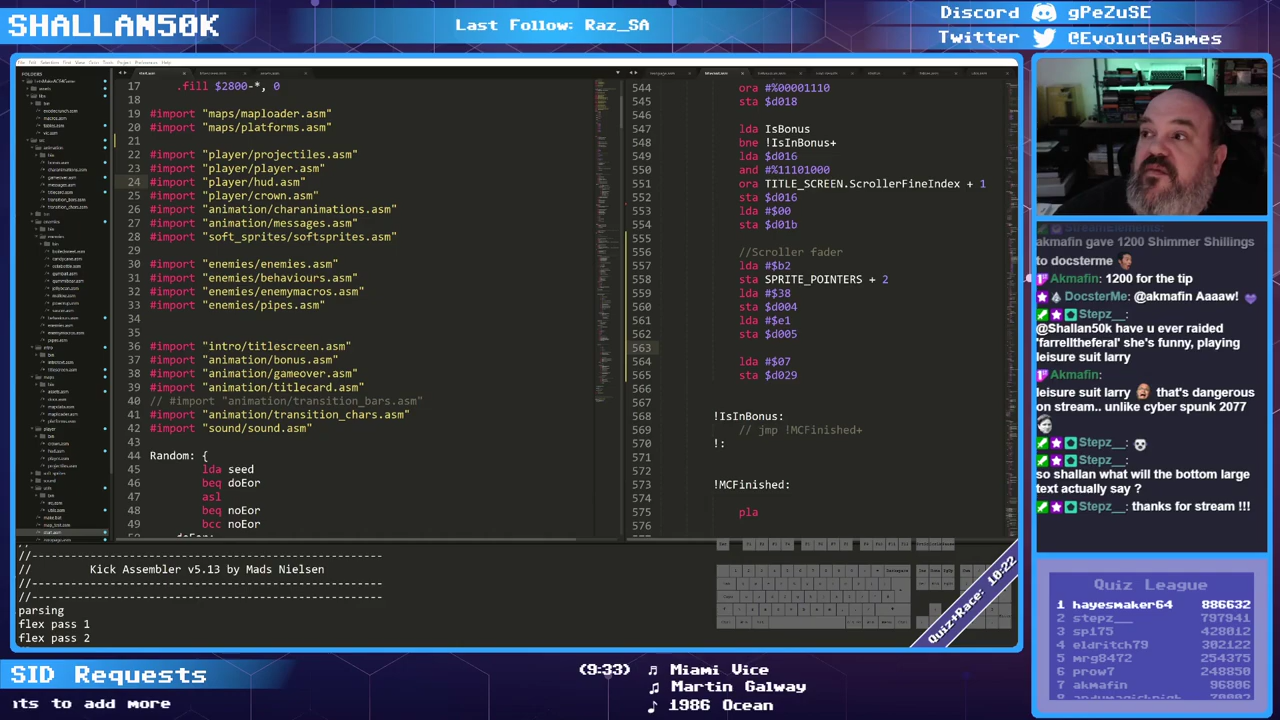 SHALLAN50K
Last Follow: Raz_SA
Discord gPeZuSE
Twitter @EvoluteGames
FOLDERS
17 .fill $2800-*, 0
18
19 #import "maps/maploader.asm"
20 #import "maps/platforms.asm"
21
22 #import "player/projectiles.asm"
23 #import "player/player.asm"
24 #import "player/hud.asm"
25 #import "player/crown.asm"
26 #import "animation/charanimations.asm"
27 #import "animation/messages.asm"
28 #import "soft_sprites/softsprites.asm"
29
30 #import "enemies/enemies.asm"
31 #import "enemies/behaviours.asm"
32 #import "enemies/enemymacros.asm"
33 #import "enemies/pipes.asm"
34
35
36 #import "intro/titlescreen.asm"
37 #import "animation/bonus.asm"
38 #import "animation/gameover.asm"
39 #import "animation/titlecard.asm"
40 // #import "animation/transition_bars.asm"
41 #import "animation/transition_chars.asm"
42 #import "sound/sound.asm"
43
44 Random: {
45 lda seed
46 beq doEor
47 asl
48 beq noEor
49 bcc noEor
50 doEor:
544 ora #%00001110
545 sta $d018
546
547 lda IsBonus
548 bne !IsInBonus+
549 lda $d016
550 and #%11101000
551 ora TITLE_SCREEN.ScrollerFineIndex + 1
552 sta $d016
553 lda #$00
554 sta $d01b
555
556 //Scroller fader
557 lda #$b2
558 sta SPRITE_POINTERS + 2
559 lda #$38
560 sta $d004
561 lda #$e1
562 sta $d005
563
564 lda #$07
565 sta $d029
566
567
568 !IsInBonus:
569 // jmp !MCFinished+
570 !:
571
572
573 !MCFinished:
574
575 pla
576
//----------------------------------------------------
// Kick Assembler v5.13 by Mads Nielsen
//----------------------------------------------------
parsing
flex pass 1
flex pass 2
Quiz+Race: 10:22
StreamElements:
akmafin gave 1200 Shimmer Shillings
to docsterme
Akmafin: 1200 for the tip
DocsterMe: @akmafin Aaaw!
Stepz__:
@Shallan50k have u ever raided
'farrelltheferal' she's funny, playing
leisure suit larry
Akmafin:
leisure suit larry that's dangerous
on stream.. unlike cyber spunk 2077
Stepz__:
Stepz__:
so shallan what will the bottom large
text actually say ?
Stepz__: thanks for stream !!!
Quiz League
1 hayesmaker64 886632
2 stepz__ 797941
3 sp175 428012
4 eldritch79 302122
5 mrg8472 254375
6 prow7 248850
7 akmafin 96806
SID Requests
nts to add more
(9:33) Miami Vice
Martin Galway
1986 Ocean